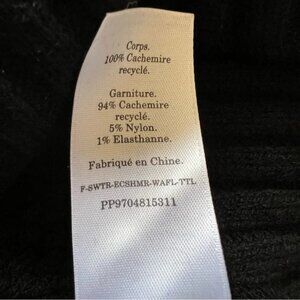 Corps.
100% Cachemire
recyclé.
Garniture.
94% Cachemire
recyclé.
5% Nylon.
1% Elasthanne.
Fabriqué en Chine.
F-SWTR-ECSHMR-WAFL-TTL
PP9704815311